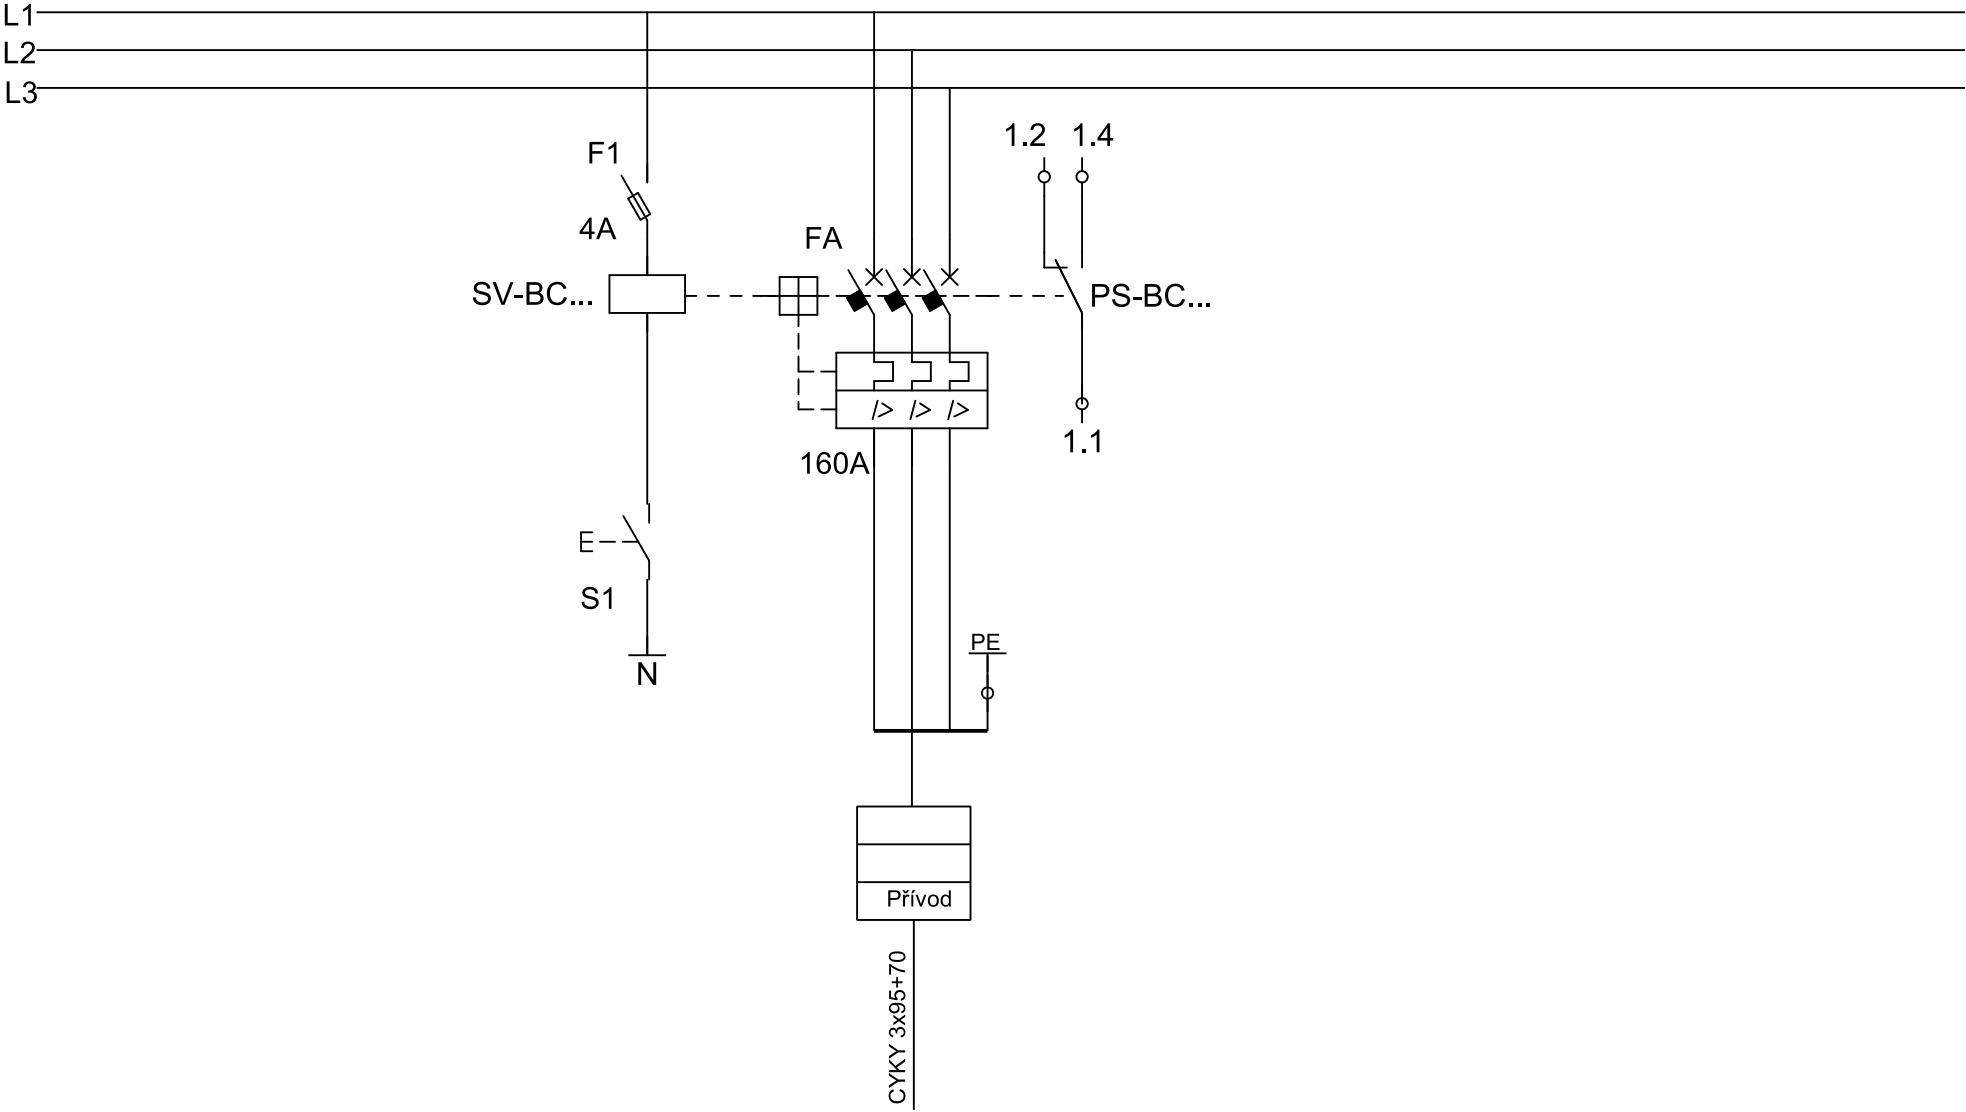 L1
L2
L3
1.2 1.4
F1
4A
FA
SV-BC...
PS-BC...
I> I> I>
1.1
160A
E
S1
PE
N
Přívod
CYKY 3x95+70